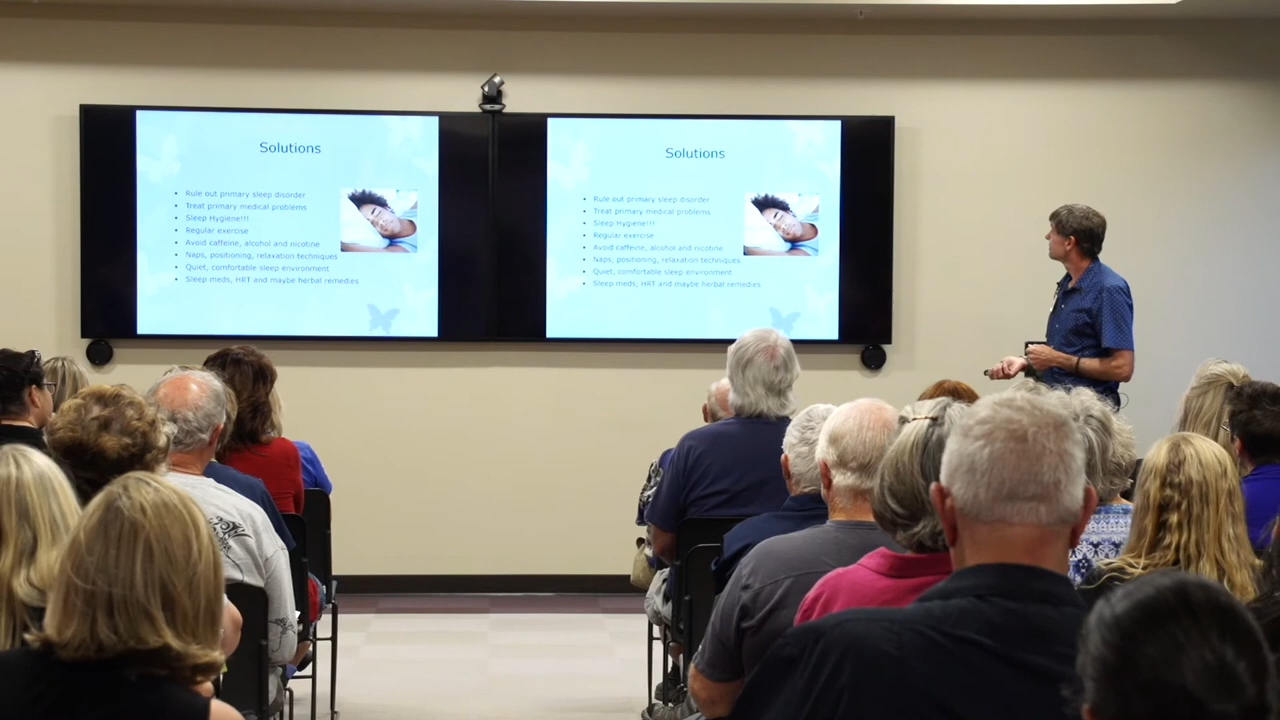 Solutions
• Rule out primary sleep disorder
• Treat primary medical problems
• Sleep Hygiene!!!
• Regular exercise
• Avoid caffeine, alcohol and nicotine
• Naps, positioning, relaxation techniques
• Quiet, comfortable sleep environment
• Sleep meds, HRT and maybe herbal remedies
Solutions
• Rule out primary sleep disorder
• Treat primary medical problems
• Sleep Hygiene!!!
• Regular exercise
• Avoid caffeine, alcohol and nicotine
• Naps, positioning, relaxation techniques
• Quiet, comfortable sleep environment
• Sleep meds, HRT and maybe herbal remedies